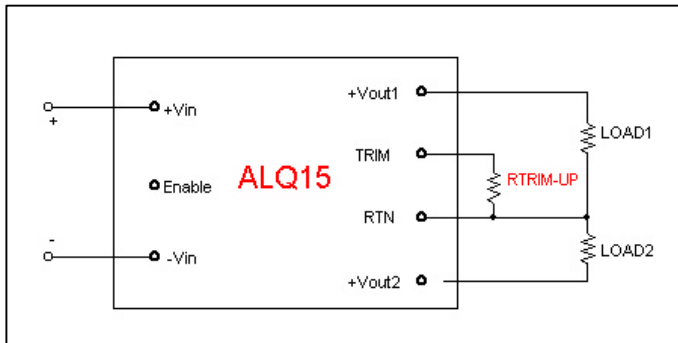 +Vout1
+Vin
+
LOAD1
TRIM
ALQ15
RTRIM-UP
Enable
RTN
-
-Vin
LOAD2
+Vout2